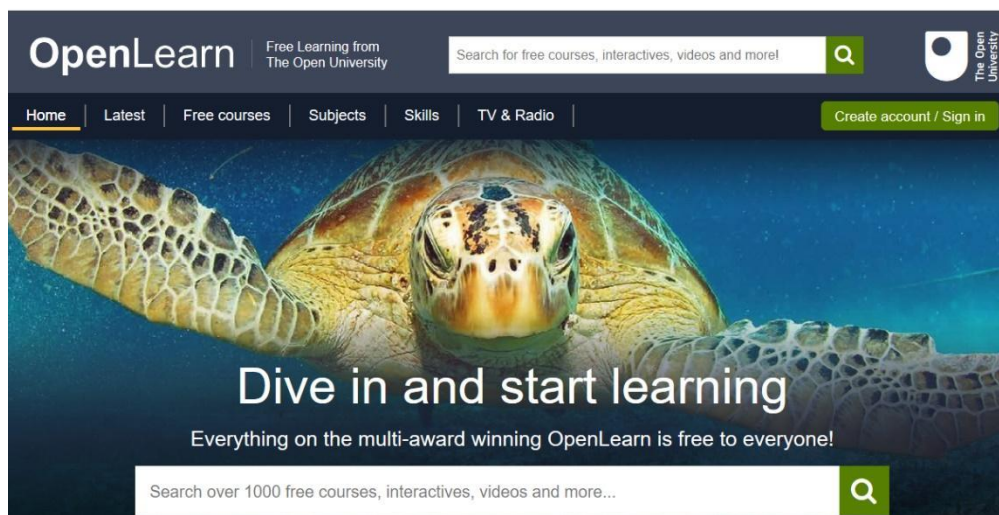 OpenLearn
Free Learning from
The Open University
Search for free courses, interactives, videos and more!
The Open
University
Home
Latest
Free courses
Subjects
Skills
TV & Radio
Create account / Sign in
Dive in and start learning
Everything on the multi-award winning OpenLearn is free to everyone!
Search over 1000 free courses, interactives, videos and more...